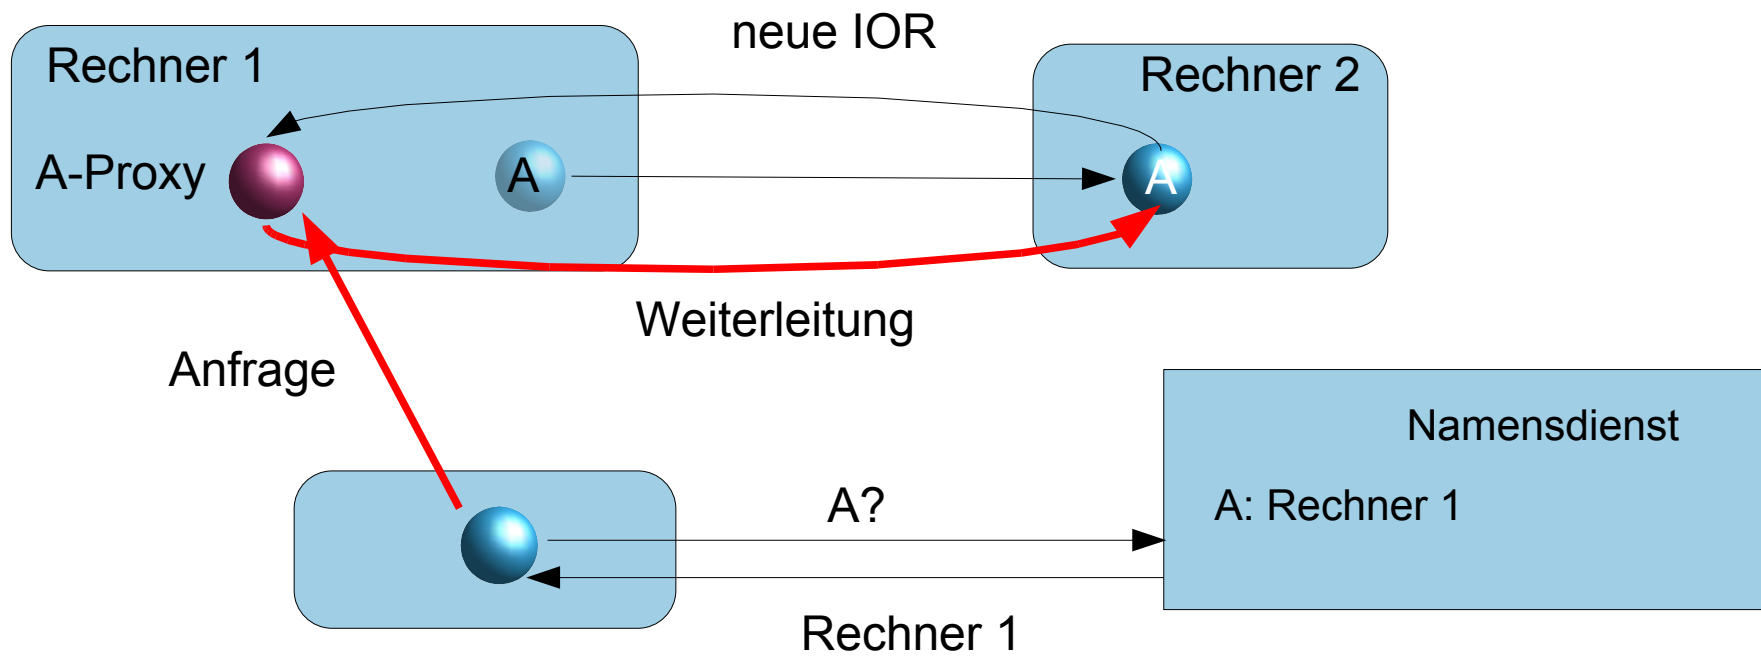 neue IOR
Rechner 1
Rechner 2
A-Proxy
A
A
Weiterleitung
Anfrage
Namensdienst
A?
A: Rechner 1
Rechner 1